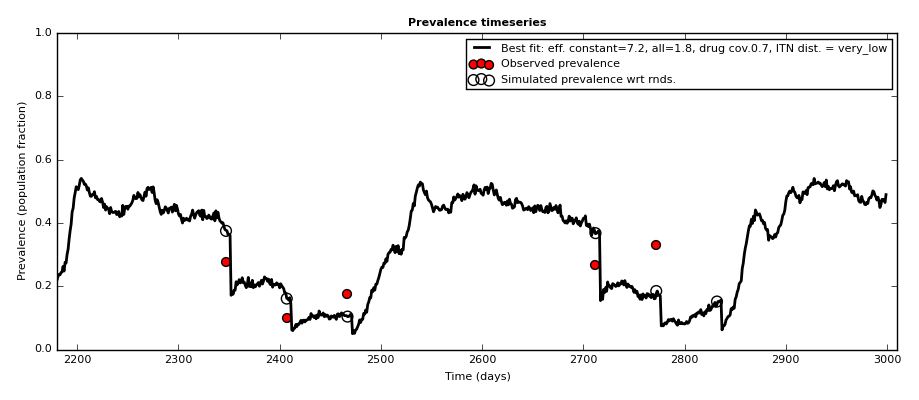 Prevalence timeseries
Best fit: eff. constant=7.2, all=1.8, drug cov.0.7, ITN dist. = very_low
Observed prevalence
Simulated prevalence wrt rnds.
Prevalence (population fraction)
1.0
0.8
0.6
0.4
0.2
0.0
2200 2300 2400 2500 2600 2700 2800 2900 3000
Time (days)